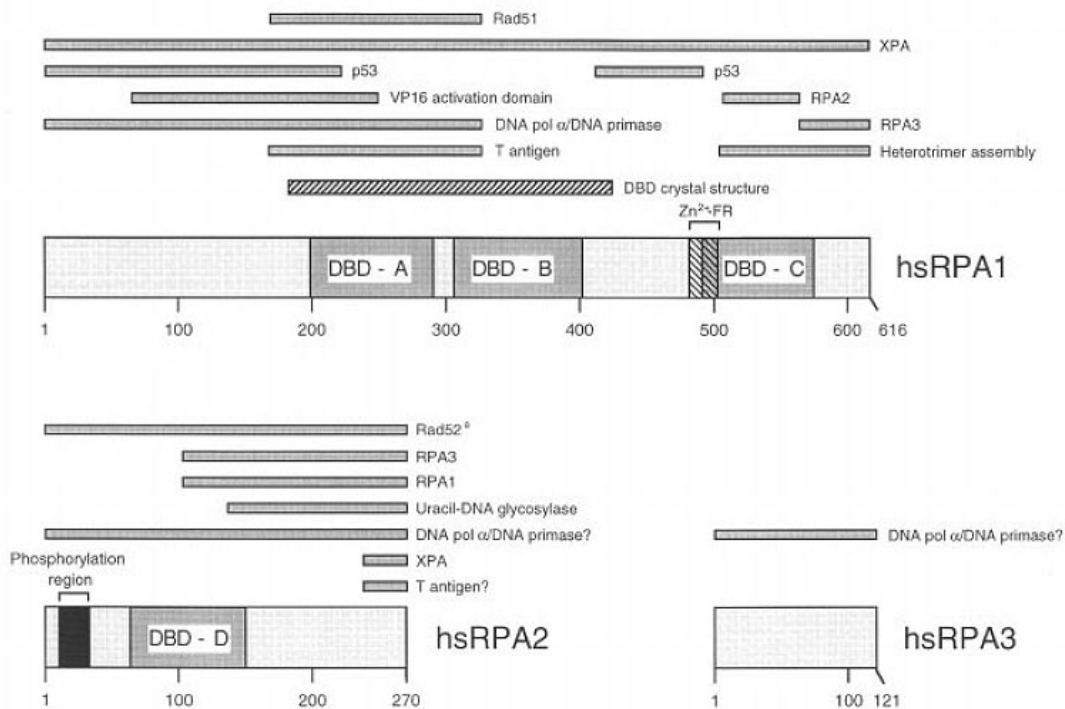 Rad51
XPA
p53 p53
VP16 activation domain RPA2
DNA pol α/DNA primase RPA3
T antigen Heterotrimer assembly
DBD crystal structure
Zn2+-FR
DBD - A DBD - B DBD - C hsRPA1
1 100 200 300 400 500 600 616
Rad52a
RPA3
RPA1
Uracil-DNA glycosylase
DNA pol α/DNA primase? DNA pol α/DNA primase?
Phosphorylation XPA
region T antigen?
DBD - D hsRPA2 hsRPA3
1 100 200 270 1 100 121